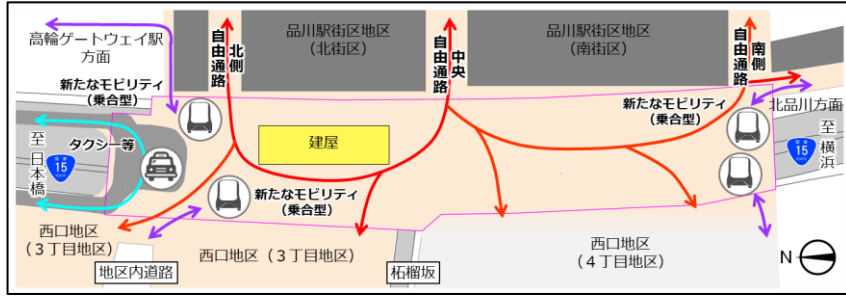 高輪ゲートウェイ駅
方面
北側
自由通路
品川駅街区地区
(北街区)
中央
自由通路
品川駅街区地区
(南街区)
南側
自由通路
新たなモビリティ
(乗合型)
新たなモビリティ
(乗合型)
北品川方面
至 日本橋
国道
15
ROUTE
タクシー等
建屋
至 横浜
国道
15
ROUTE
新たなモビリティ
(乗合型)
西口地区
(3丁目地区)
地区内道路
西口地区(3丁目地区)
柘榴坂
西口地区
(4丁目地区)
N